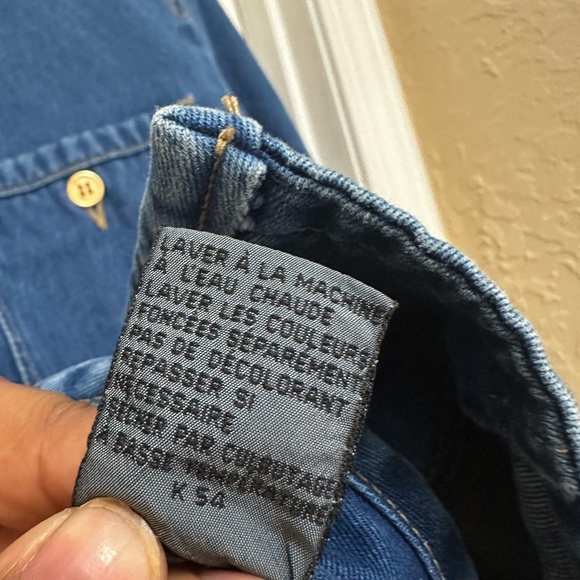 LAVER À LA MACHINE
À L'EAU CHAUDE
LAVER LES COULEURS
FONCÉES SÉPARÉMENT
PAS DE DÉCOLORANT
REPASSER SI
NÉCESSAIRE
SÉCHER PAR CULBUTAGE
À BASSE TEMPÉRATURE
K 54